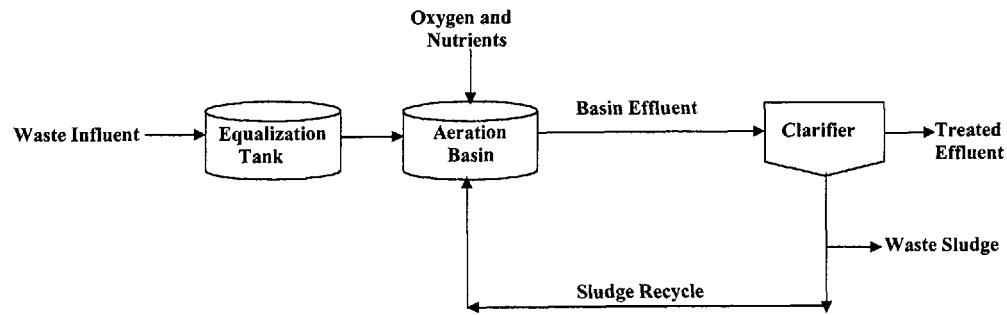 Oxygen and
Nutrients
Basin Effluent
Waste Influent
Equalization
Tank
Aeration
Basin
Clarifier
Treated
Effluent
Waste Sludge
Sludge Recycle